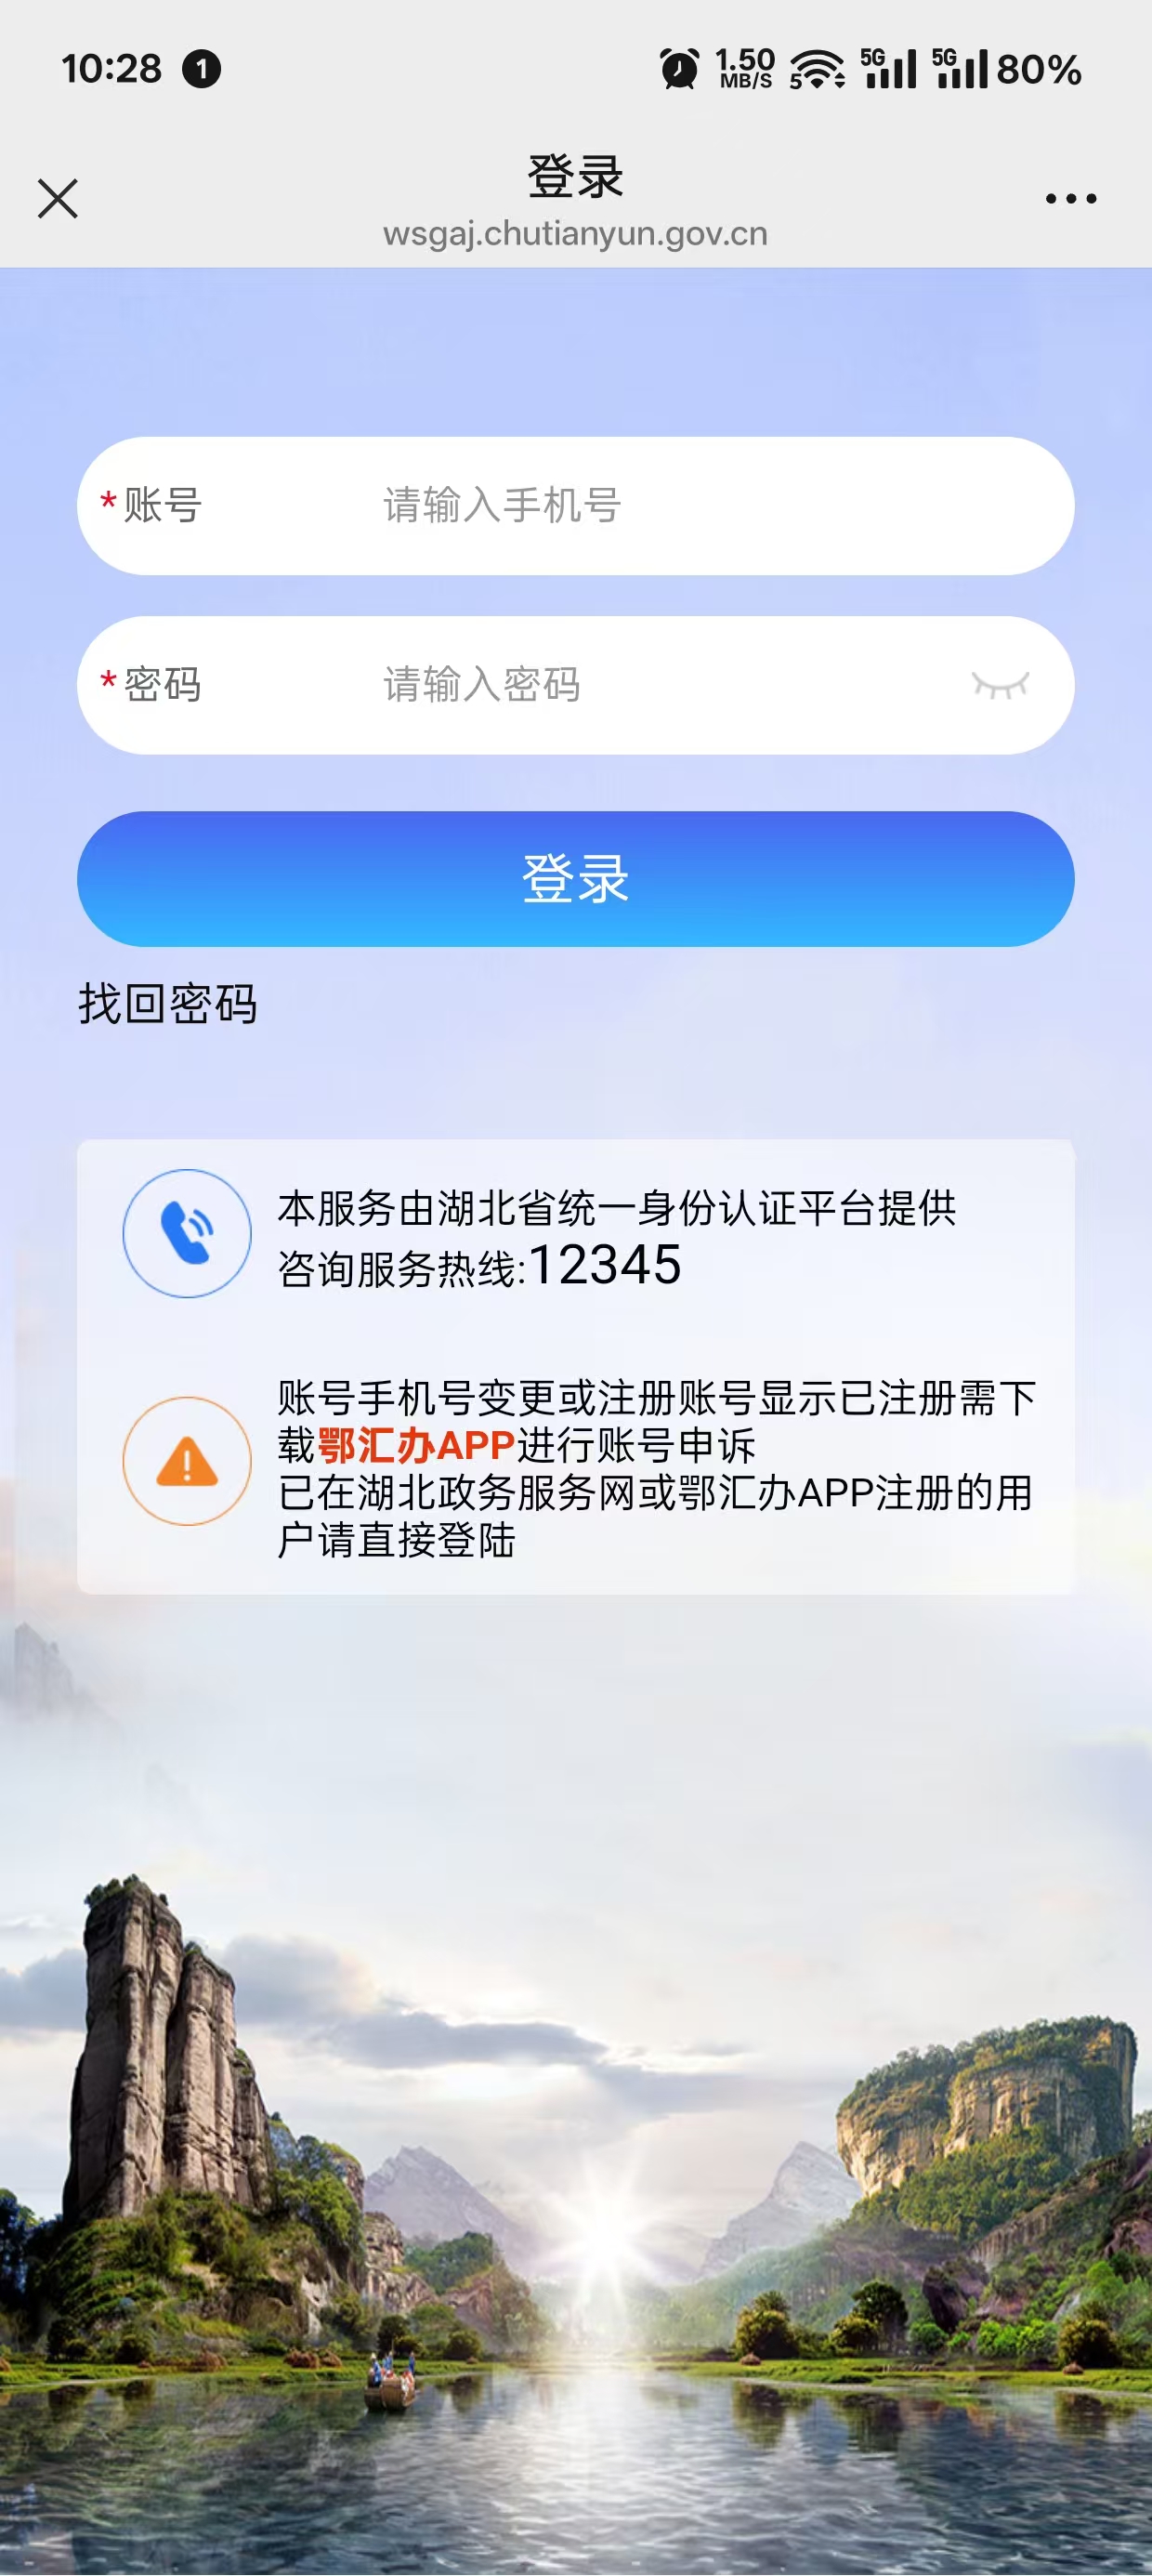 10:28 1 1.50 MB/S 5 5G 5G 80%
登录
wsgaj.chutianyun.gov.cn
*账号 请输入手机号
*密码 请输入密码
登录
找回密码
本服务由湖北省统一身份认证平台提供
咨询服务热线:12345
账号手机号变更或注册账号显示已注册需下
载鄂汇办APP进行账号申诉
已在湖北政务服务网或鄂汇办APP注册的用
户请直接登陆